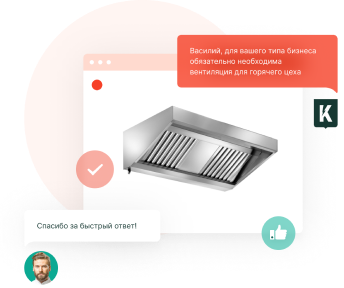 Василий, для вашего типа бизнеса
обязательно необходима
вентиляция для горячего цеха
K
Спасибо за быстрый ответ!